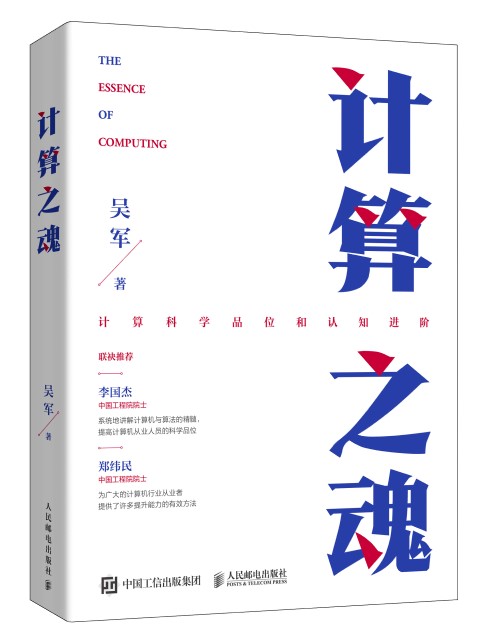 THE
ESSENCE
OF
COMPUTING
计算之魂
吴军
著
计算科学品位和认知进阶
联袂推荐
李国杰
中国工程院院士
系统地讲解计算机与算法的精髓，
提高计算机从业人员的科学品位
郑纬民
中国工程院院士
为广大的计算机行业从业者
提供了许多提升能力的有效方法
中国工信出版集团
人民邮电出版社
POSTS & TELECOM PRESS
计算之魂
吴军
著
人民邮电出版社